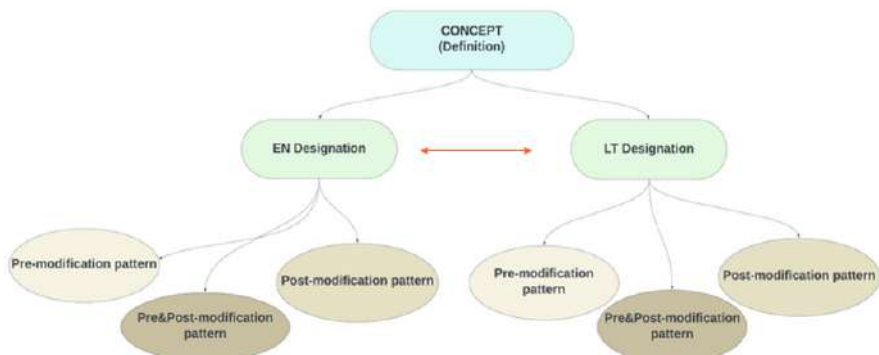 CONCEPT
(Definition)
EN Designation
LT Designation
Pre-modification pattern
Pre&Post-modification
pattern
Post-modification pattern
Pre-modification
pattern
Pre&Post-modification
pattern
Post-modification pattern